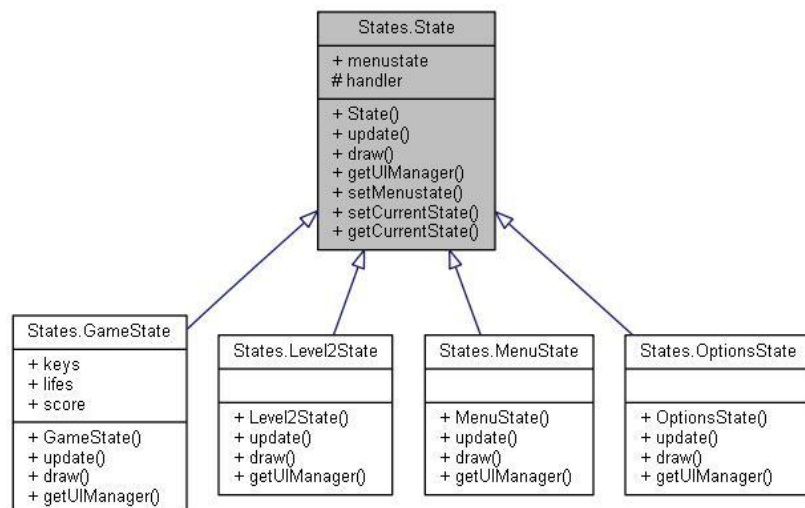 States.State
+ menustate
# handler
+ State()
+ update()
+ draw()
+ getUIManager()
+ setMenustate()
+ setCurrentState()
+ getCurrentState()
States.GameState
+ keys
+ lifes
+ score
+ GameState()
+ update()
+ draw()
+ getUIManager()
States.Level2State
+ Level2State()
+ update()
+ draw()
+ getUIManager()
States.MenuState
+ MenuState()
+ update()
+ draw()
+ getUIManager()
States.OptionsState
+ OptionsState()
+ update()
+ draw()
+ getUIManager()